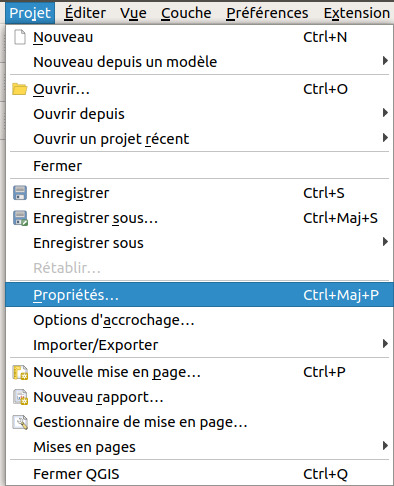 Projet Éditer Vue Couche Préférences Extension
Nouveau Ctrl+N
Nouveau depuis un modèle
Ouvrir… Ctrl+O
Ouvrir depuis
Ouvrir un projet récent
Fermer
Enregistrer Ctrl+S
Enregistrer sous… Ctrl+Maj+S
Enregistrer sous
Rétablir…
Propriétés… Ctrl+Maj+P
Options d'accrochage…
Importer/Exporter
Nouvelle mise en page… Ctrl+P
Nouveau rapport…
Gestionnaire de mise en page…
Mises en pages
Fermer QGIS Ctrl+Q